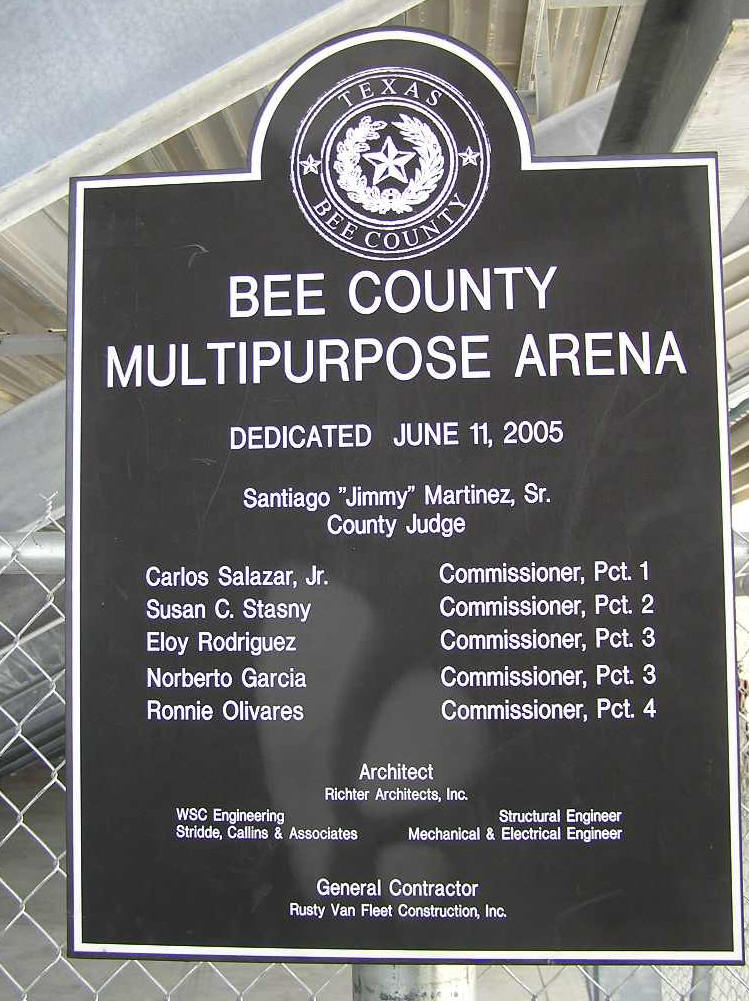 TEXAS
BEE COUNTY
BEE COUNTY
MULTIPURPOSE ARENA
DEDICATED JUNE 11, 2005
Santiago "Jimmy" Martinez, Sr.
County Judge
Carlos Salazar, Jr. Commissioner, Pct. 1
Susan C. Stasny Commissioner, Pct. 2
Eloy Rodriguez Commissioner, Pct. 3
Norberto Garcia Commissioner, Pct. 3
Ronnie Olivares Commissioner, Pct. 4
Architect
Richter Architects, Inc.
WSC Engineering Structural Engineer
Stridde, Callins & Associates Mechanical & Electrical Engineer
General Contractor
Rusty Van Fleet Construction, Inc.